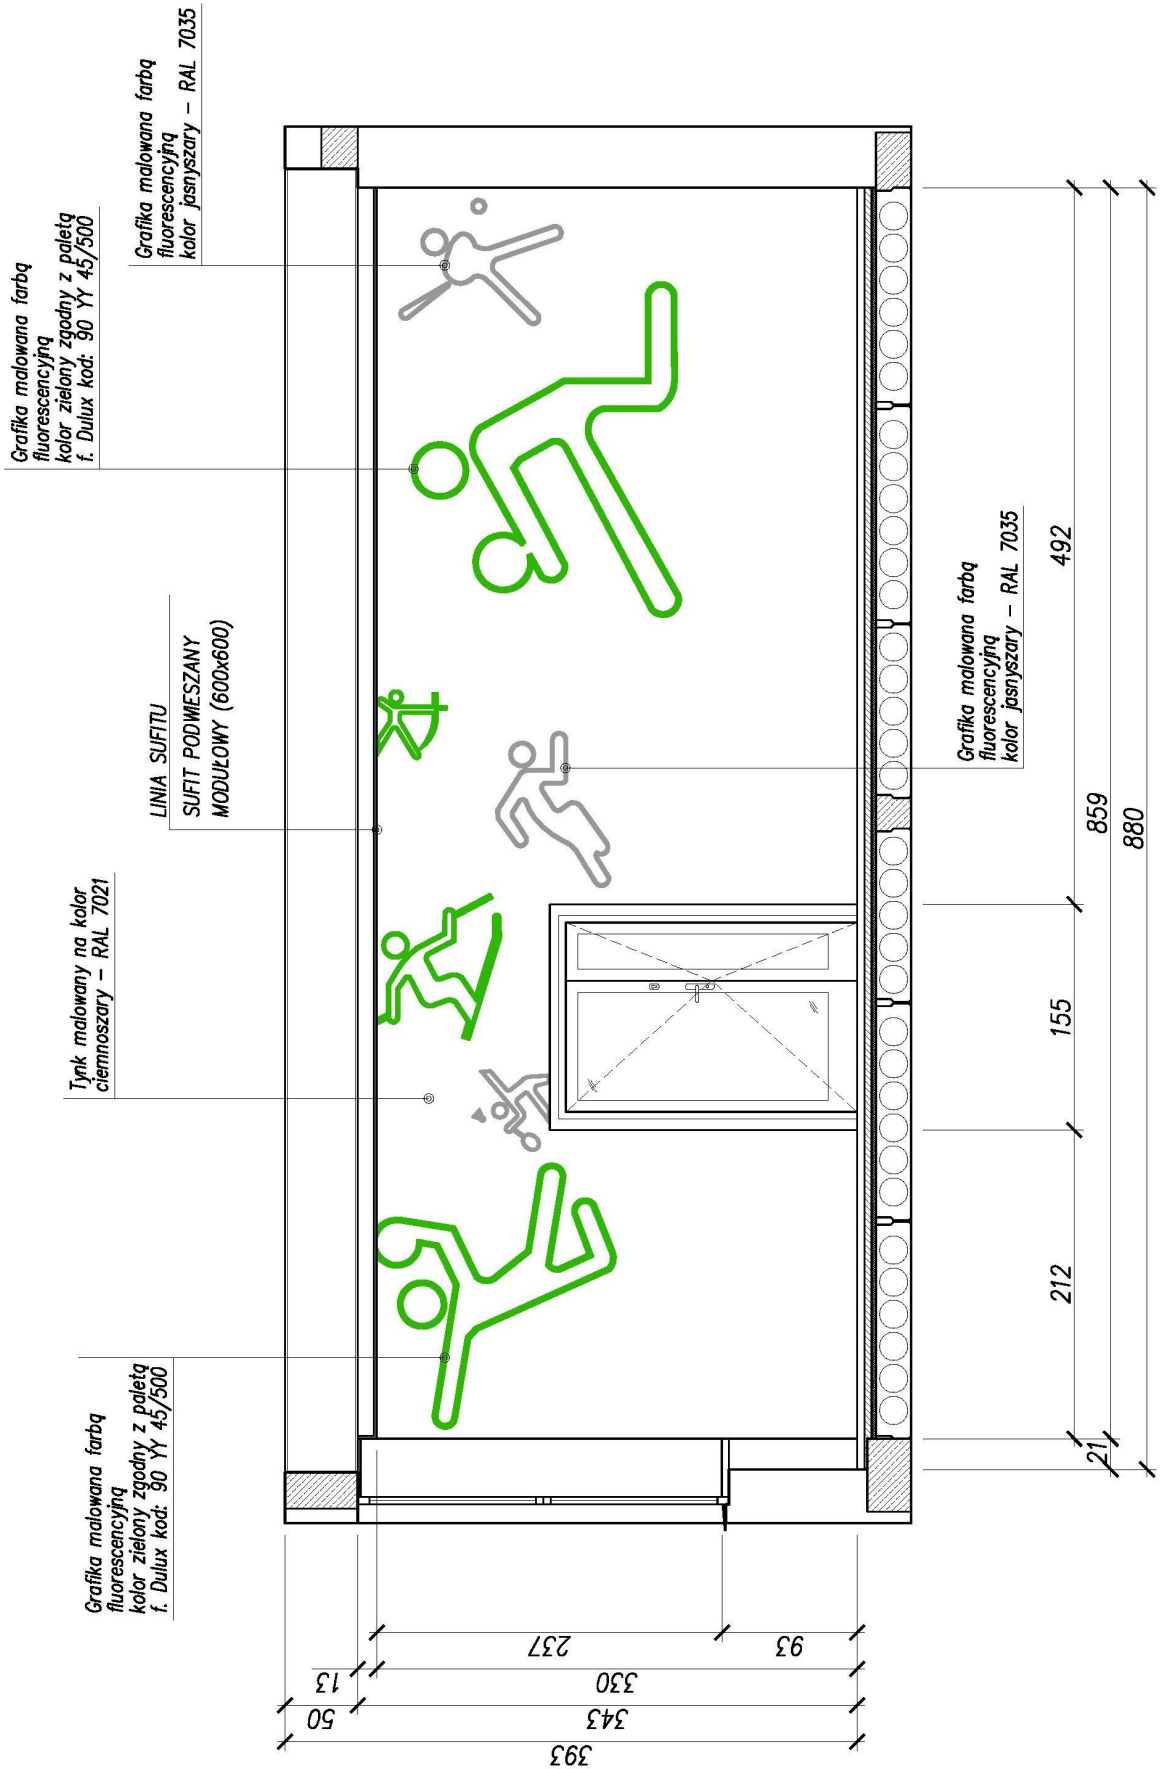 Grafika malowana farbą
fluorescencyjną
kolor zielony zgodny z paletą
f. Dulux kod: 90 YY 45/500
Tynk malowany na kolor
ciemnoszary – RAL 7021
LINIA SUFITU
SUFIT PODWIESZANY
MODUŁOWY (600x600)
Grafika malowana farbą
fluorescencyjną
kolor zielony zgodny z paletą
f. Dulux kod: 90 YY 45/500
Grafika malowana farbą
fluorescencyjną
kolor jasnyszary – RAL 7035
Grafika malowana farbą
fluorescencyjną
kolor jasnyszary – RAL 7035
393
50
343
13
330
237
93
212
155
492
21
859
880